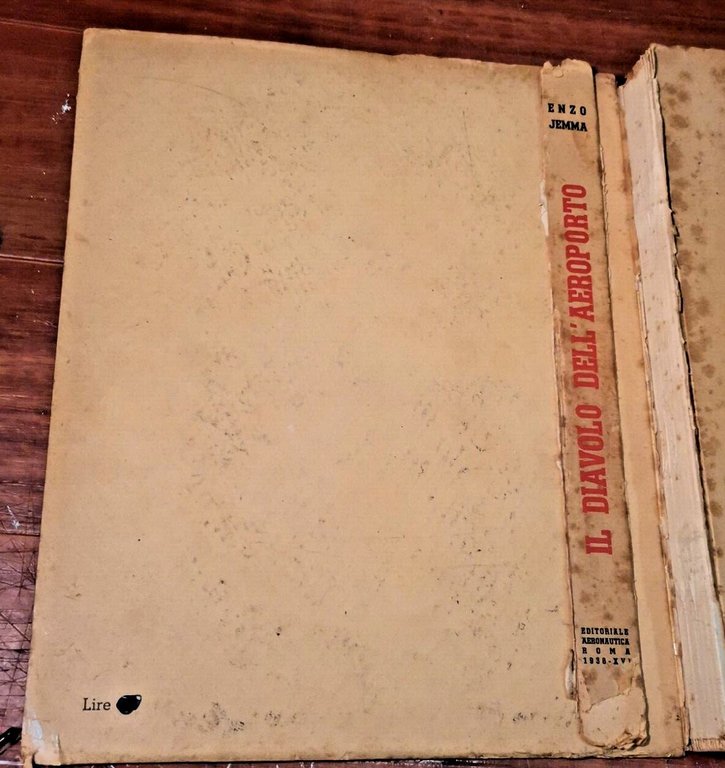 ENZO
JEMMA
IL DIAVOLO DELL'AEROPORTO
EDITORIALE
AERONAUTICA
ROMA
1938-XVI
Lire